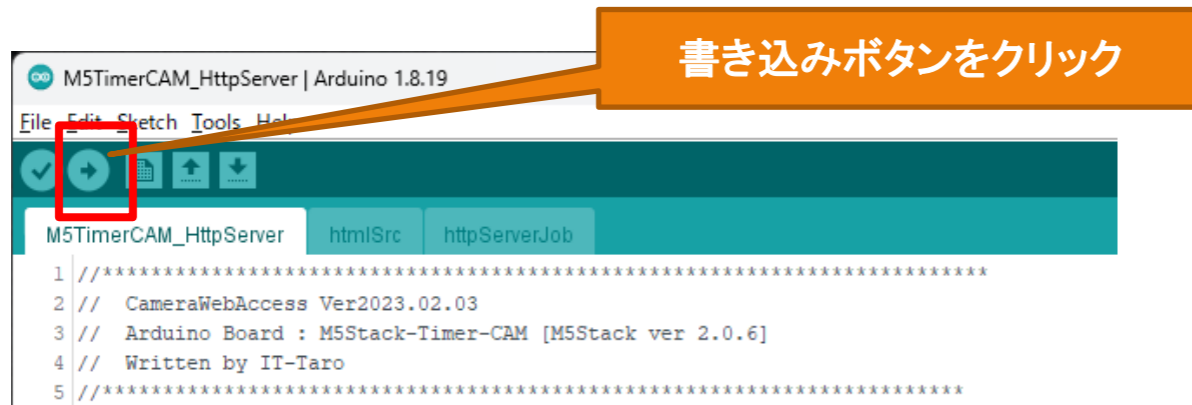 書き込みボタンをクリック
M5TimerCAM_HttpServer | Arduino 1.8.19
File Edit Sketch Tools Help
M5TimerCAM_HttpServer htmlSrc httpServerJob
1 //*************************************************************************
2 // CameraWebAccess Ver2023.02.03
3 // Arduino Board : M5Stack-Timer-CAM [M5Stack ver 2.0.6]
4 // Written by IT-Taro
5 //***********************************************************************